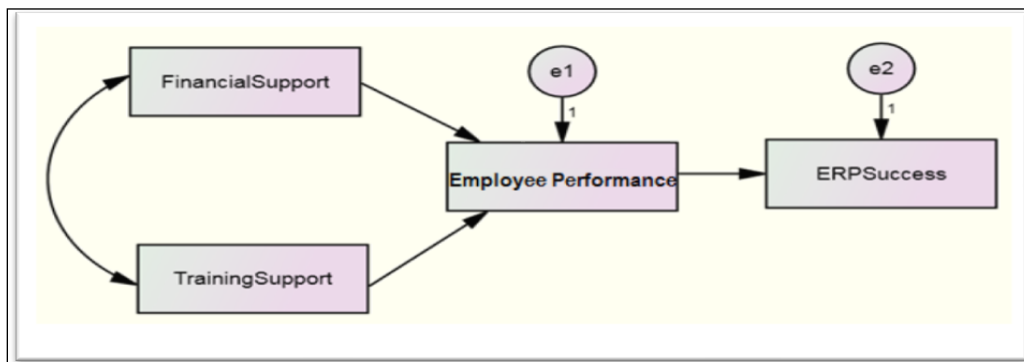 FinancialSupport
e1
e2
1
1
Employee Performance
ERPSuccess
TrainingSupport